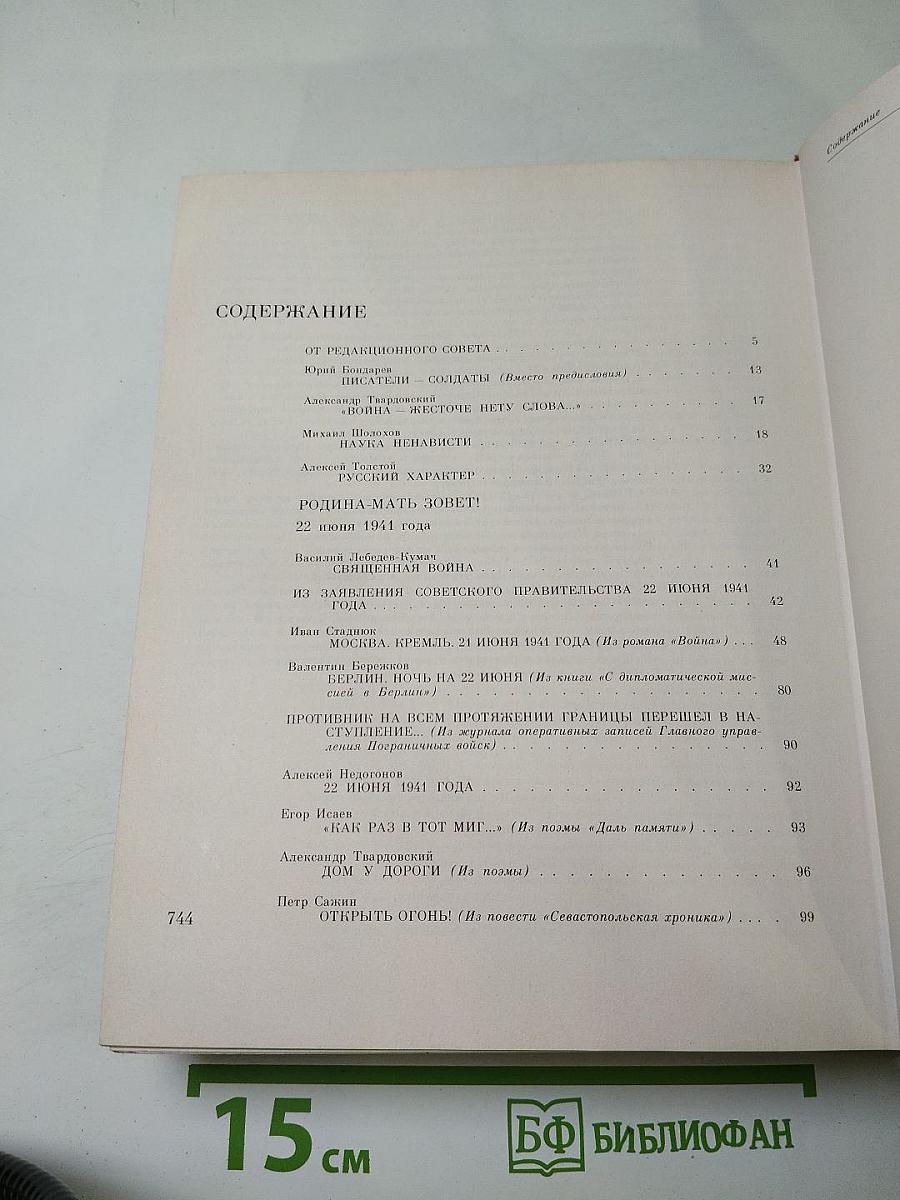 Содержание
СОДЕРЖАНИЕ
ОТ РЕДАКЦИОННОГО СОВЕТА . . . . . . . . . . . . . . . . 5
Юрий Бондарев
ПИСАТЕЛИ — СОЛДАТЫ (Вместо предисловия) . . . . . . . 13
Александр Твардовский
«ВОЙНА — ЖЕСТОЧЕ НЕТУ СЛОВА...» . . . . . . . . . . 17
Михаил Шолохов
НАУКА НЕНАВИСТИ . . . . . . . . . . . . . . . . . 18
Алексей Толстой
РУССКИЙ ХАРАКТЕР . . . . . . . . . . . . . . . . . 32
РОДИНА-МАТЬ ЗОВЕТ!
22 июня 1941 года
Василий Лебедев-Кумач
СВЯЩЕННАЯ ВОЙНА . . . . . . . . . . . . . . . . . 41
ИЗ ЗАЯВЛЕНИЯ СОВЕТСКОГО ПРАВИТЕЛЬСТВА 22 ИЮНЯ 1941
ГОДА . . . . . . . . . . . . . . . . . . . . . . . . 42
Иван Стаднюк
МОСКВА. КРЕМЛЬ. 21 ИЮНЯ 1941 ГОДА (Из романа «Война») . . . 48
Валентин Бережков
БЕРЛИН. НОЧЬ НА 22 ИЮНЯ (Из книги «С дипломатической мис-
сией в Берлин») . . . . . . . . . . . . . . . . . . . . 80
ПРОТИВНИК НА ВСЕМ ПРОТЯЖЕНИИ ГРАНИЦЫ ПЕРЕШЕЛ В НА-
СТУПЛЕНИЕ... (Из журнала оперативных записей Главного управ-
ления Пограничных войск) . . . . . . . . . . . . . . . . 90
Алексей Недогонов
22 ИЮНЯ 1941 ГОДА . . . . . . . . . . . . . . . . . . 92
Егор Исаев
«КАК РАЗ В ТОТ МИГ...» (Из поэмы «Даль памяти») . . . . . 93
Александр Твардовский
ДОМ У ДОРОГИ (Из поэмы) . . . . . . . . . . . . . . 96
Петр Сажин
ОТКРЫТЬ ОГОНЬ! (Из повести «Севастопольская хроника») . . . . 99
744
15 см
БФ БИБЛИОФАН